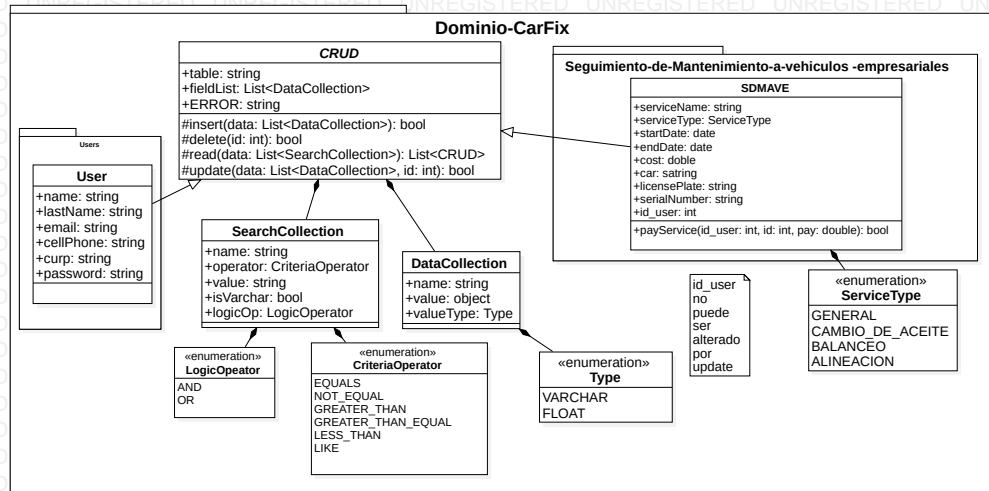 UNREGISTERED UNREGISTERED UNREGISTERED UNREGISTERED
Dominio-CarFix
CRUD
+table: string
+fieldList: List<DataCollection>
+ERROR: string
#insert(data: List<DataCollection>): bool
#delete(id: int): bool
#read(data: List<SearchCollection>): List<CRUD>
#update(data: List<DataCollection>, id: int): bool
Seguimiento-de-Mantenimiento-a-vehiculos -empresariales
SDMAVE
+serviceName: string
+serviceType: ServiceType
+startDate: date
+endDate: date
+cost: doble
+car: satring
+licensePlate: string
+serialNumber: string
+id_user: int
+payService(id_user: int, id: int, pay: double): bool
Users
User
+name: string
+lastName: string
+email: string
+cellPhone: string
+curp: string
+password: string
SearchCollection
+name: string
+operator: CriteriaOperator
+value: string
+isVarchar: bool
+logicOp: LogicOperator
DataCollection
+name: string
+value: object
+valueType: Type
id_user
no
puede
ser
alterado
por
update
«enumeration»
ServiceType
GENERAL
CAMBIO_DE_ACEITE
BALANCEO
ALINEACION
«enumeration»
LogicOpeator
AND
OR
«enumeration»
CriteriaOperator
EQUALS
NOT_EQUAL
GREATER_THAN
GREATER_THAN_EQUAL
LESS_THAN
LIKE
«enumeration»
Type
VARCHAR
FLOAT